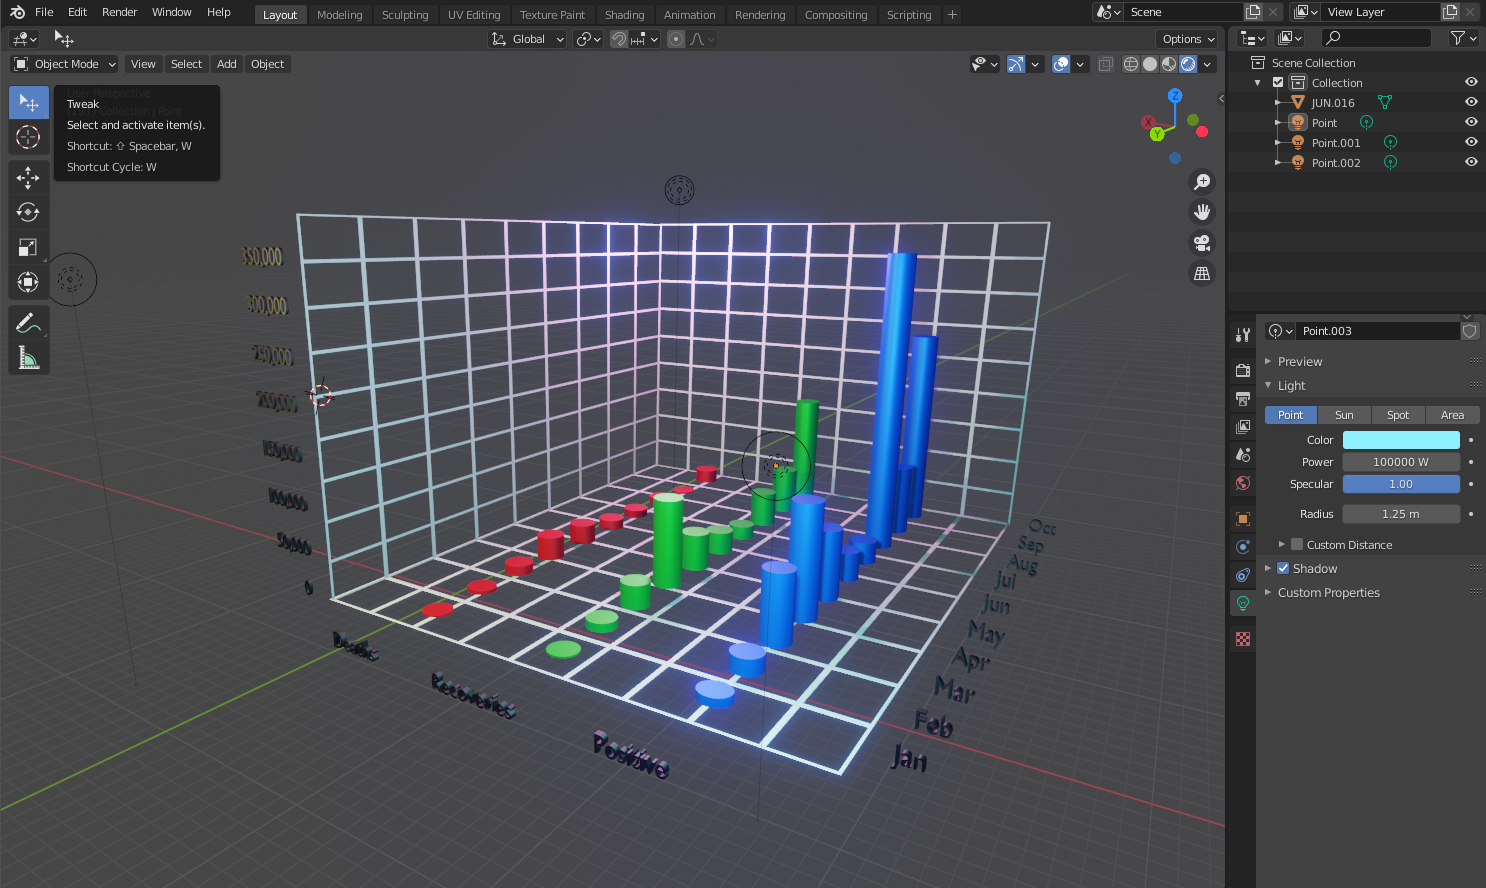 File Edit Render Window Help Layout Modeling Sculpting UV Editing Texture Paint Shading Animation Rendering Compositing Scripting + Scene View Layer
Global Options
Object Mode View Select Add Object
Tweak
Select and activate item(s).
Shortcut: ⇧ Spacebar, W
Shortcut Cycle: W
X
Y
Z
350,000
300,000
250,000
200,000
150,000
100,000
50,000
0
Deaths
Recoveries
Positive
Oct
Sep
Aug
Jul
Jun
May
Apr
Mar
Feb
Jan
Scene Collection
Collection
JUN.016
Point
Point.001
Point.002
Point.003
Preview
Light
Point Sun Spot Area
Color
Power 100000 W
Specular 1.00
Radius 1.25 m
Custom Distance
Shadow
Custom Properties